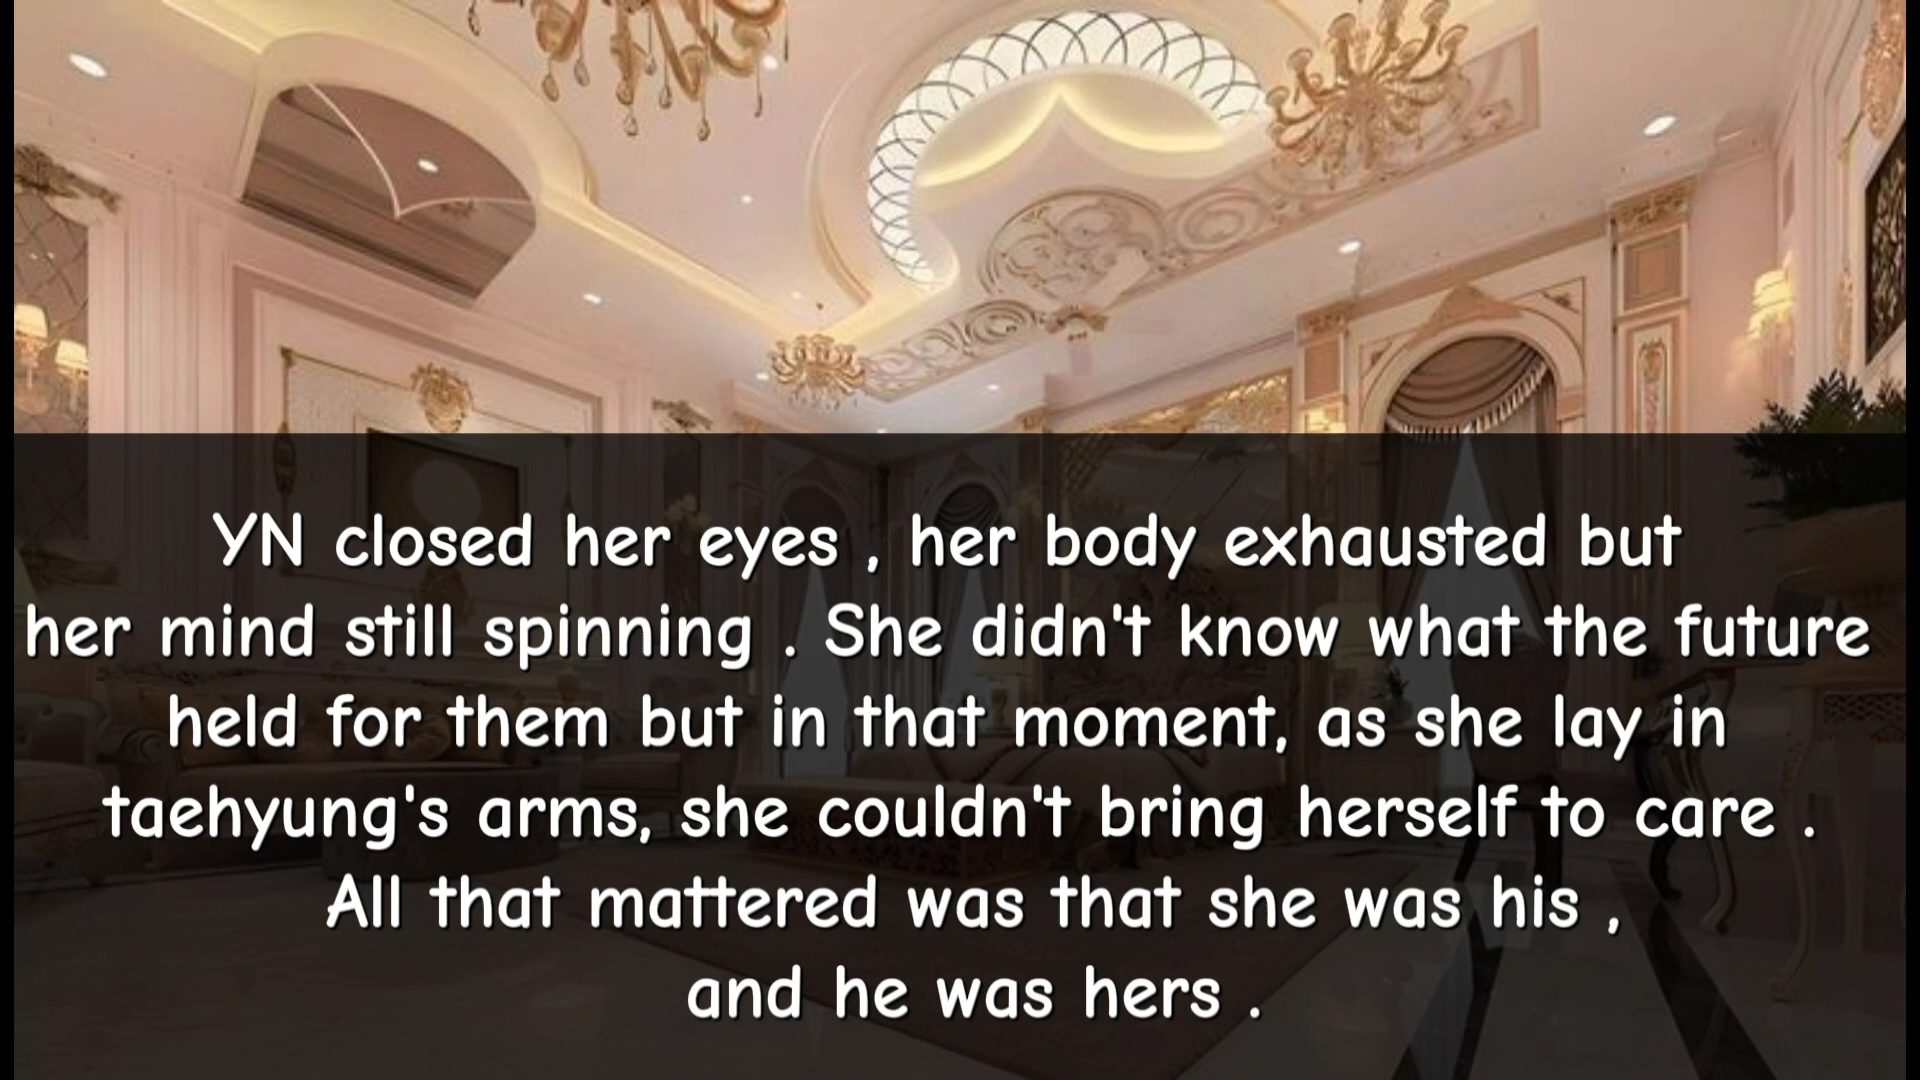 YN closed her eyes , her body exhausted but
her mind still spinning . She didn't know what the future
held for them but in that moment, as she lay in
taehyung's arms, she couldn't bring herself to care .
All that mattered was that she was his ,
and he was hers .